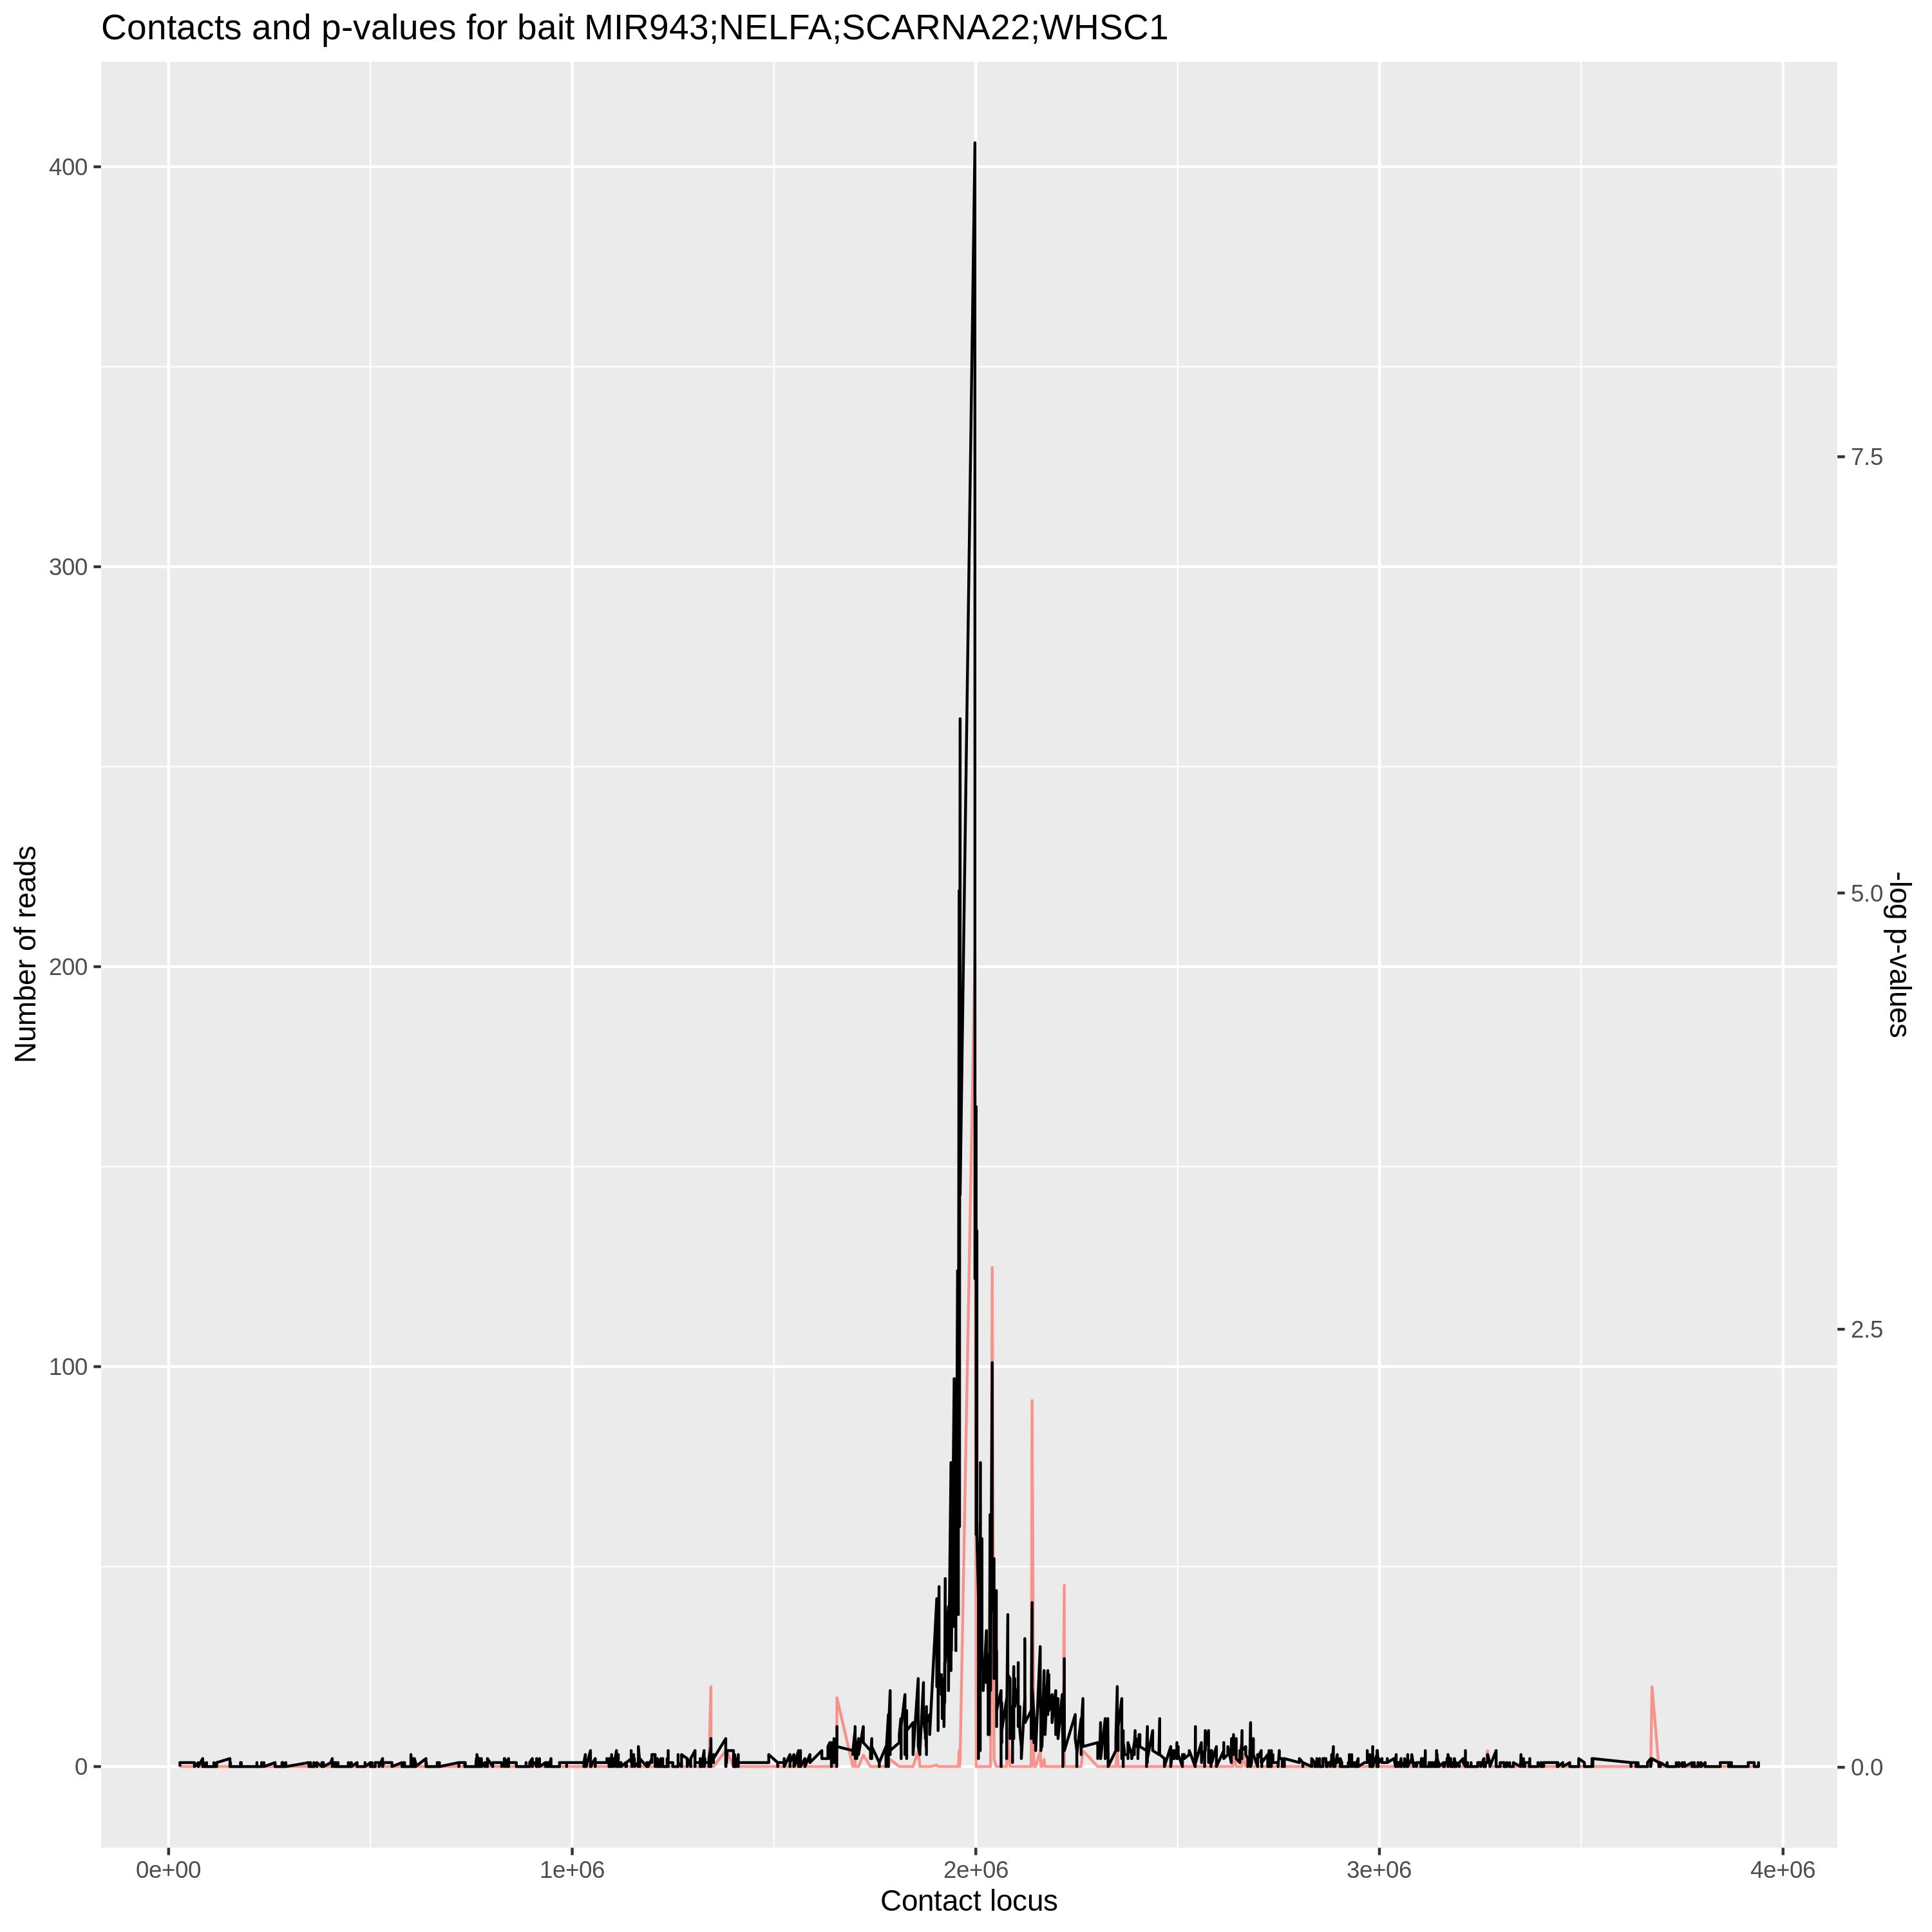 Contacts and p-values for bait MIR943;NELFA;SCARNA22;WHSC1
400
300
200
100
0
Number of reads
7.5
5.0
2.5
0.0
-log p-values
0e+00 1e+06 2e+06 3e+06 4e+06
Contact locus